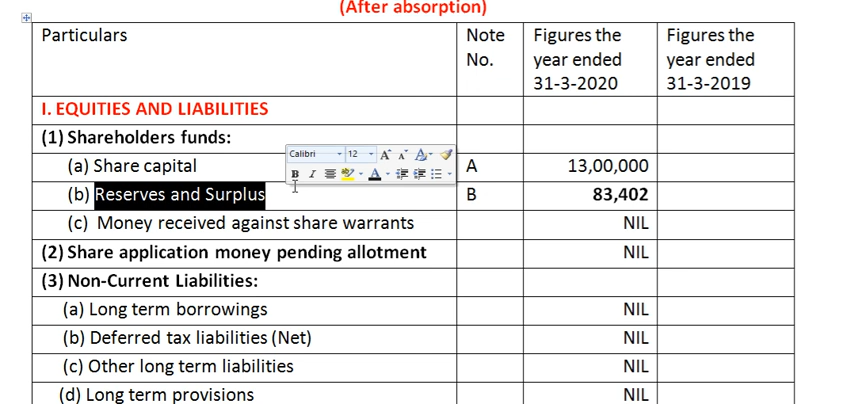 (After absorption)
Particulars Note No. Figures the year ended 31-3-2020 Figures the year ended 31-3-2019
I. EQUITIES AND LIABILITIES
(1) Shareholders funds:
Calibri 12
B I A
(a) Share capital A 13,00,000
(b) Reserves and Surplus B 83,402
(c) Money received against share warrants NIL
(2) Share application money pending allotment NIL
(3) Non-Current Liabilities:
(a) Long term borrowings NIL
(b) Deferred tax liabilities (Net) NIL
(c) Other long term liabilities NIL
(d) Long term provisions NIL